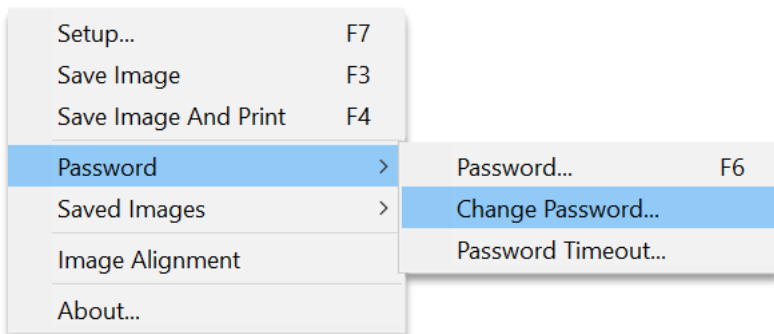 Setup... F7
Save Image F3
Save Image And Print F4
Password >
Saved Images >
Image Alignment
About...
Password... F6
Change Password...
Password Timeout...